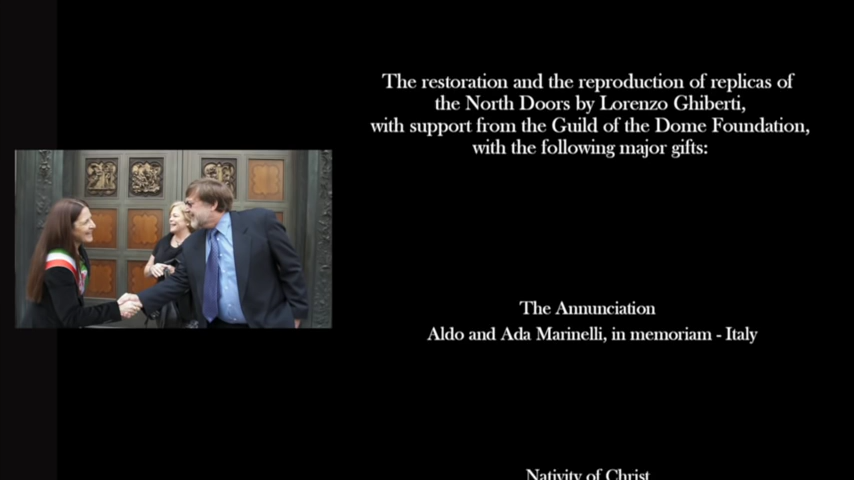 The restoration and the reproduction of replicas of
the North Doors by Lorenzo Ghiberti,
with support from the Guild of the Dome Foundation,
with the following major gifts:
The Annunciation
Aldo and Ada Marinelli, in memoriam - Italy
Nativity of Christ